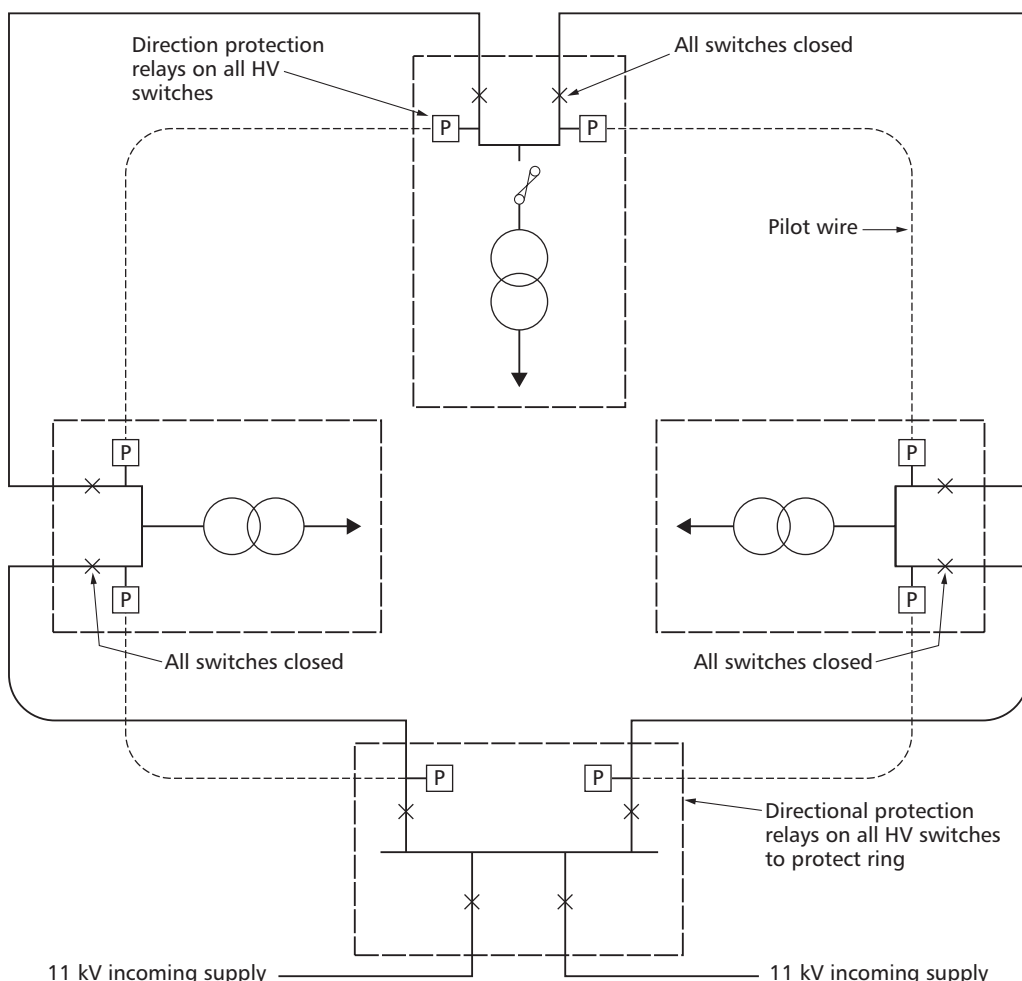 Direction protection
relays on all HV
switches
All switches closed
P
P
Pilot wire
P
P
P
P
All switches closed
All switches closed
P
P
Directional protection
relays on all HV switches
to protect ring
11 kV incoming supply
11 kV incoming supply